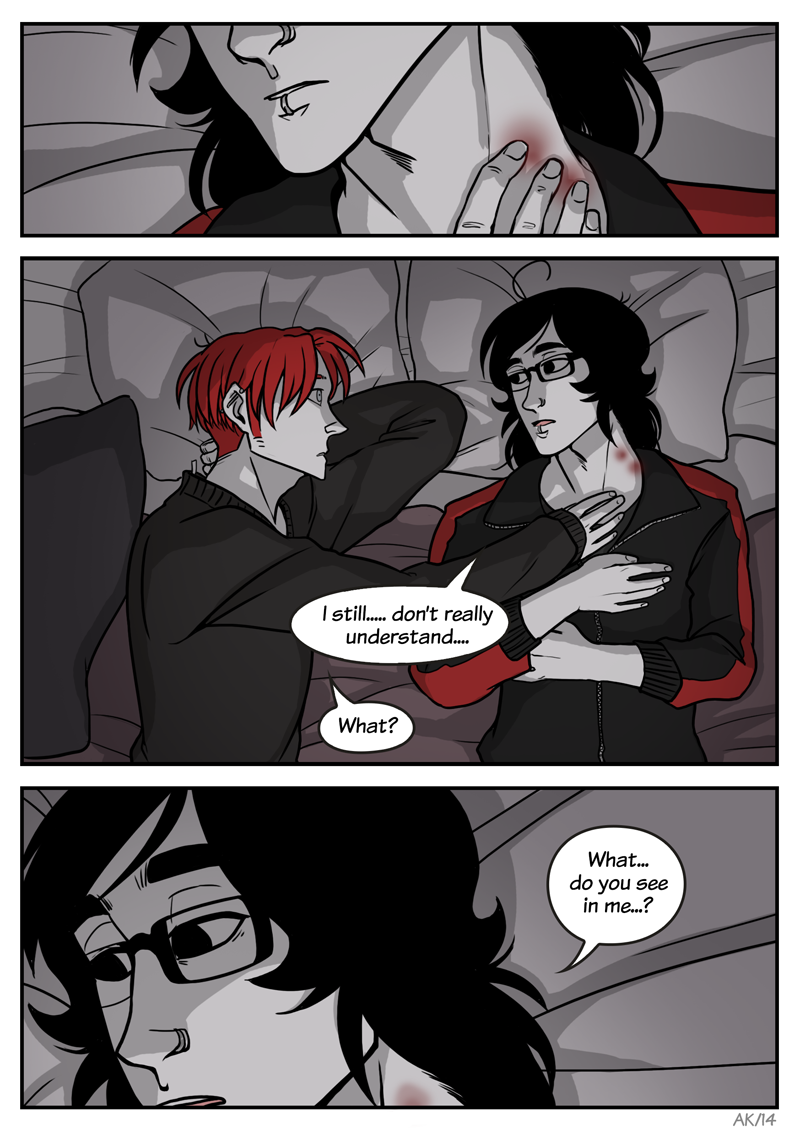 I still..... don't really
understand....
What?
What...
do you see
in me...?
AK/14